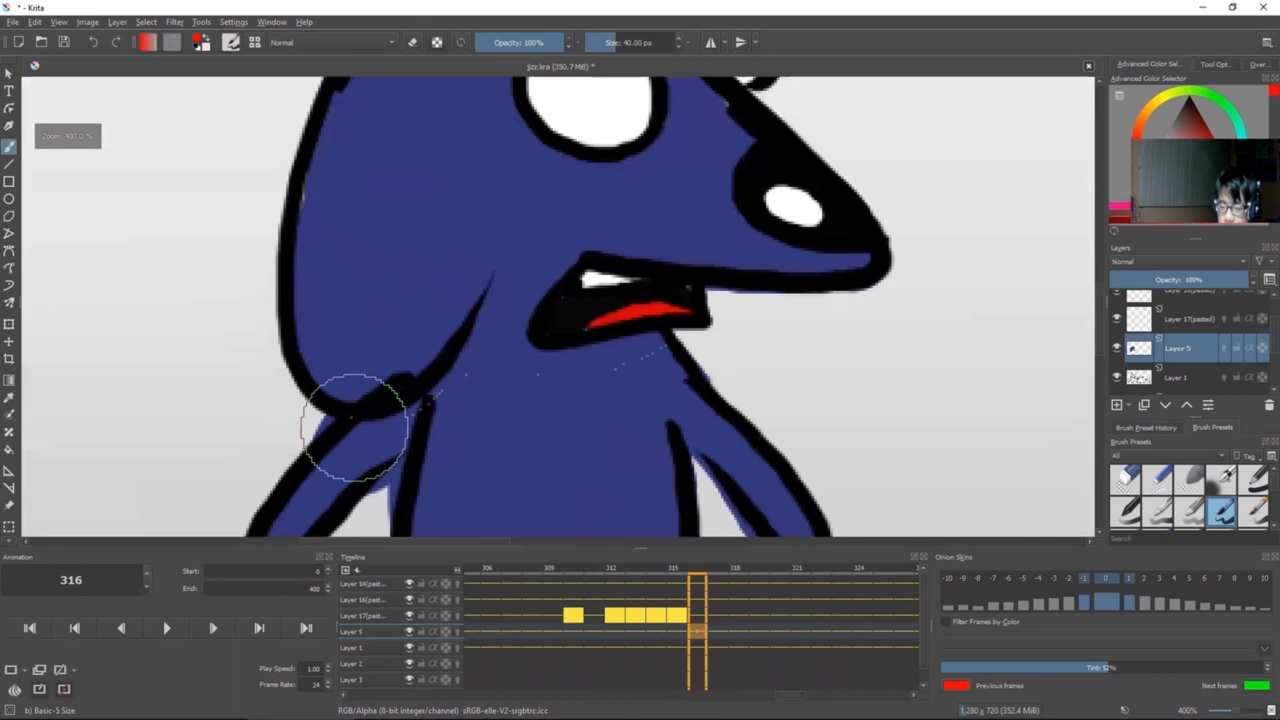 * - Krita
File Edit View Image Layer Select Filter Tools Settings Window Help
Normal Opacity: 100% Size: 40.00 px
jzz.kra (350.7 MiB) *
Advanced Color Sel... Tool Opt... Over...
Advanced Color Selector
Zoom: 400.0 %
Layers
Normal
Opacity: 100%
Layer 17(pasted)
Layer 5
Layer 1
Brush Preset History Brush Presets
Brush Presets
All Tag
Search
Animation
316
Start: 0
End: 400
Play Speed: 1.00
Frame Rate: 24
Timeline
306 309 312 315 318 321 324
Layer 14(past...
Layer 16(past...
Layer 17(past...
Layer 5
Layer 1
Layer 2
Layer 3
Onion Skins
-10 -9 -8 -7 -6 -5 -4 -3 -2 -1 0 1 2 3 4 5 6 7 8 9 10
Filter Frames by Color
Tint: 52%
Previous frames Next frames
b) Basic-5 Size
RGB/Alpha (8-bit integer/channel) sRGB-elle-V2-srgbtrc.icc
1,280 x 720 (352.4 MiB)
400%